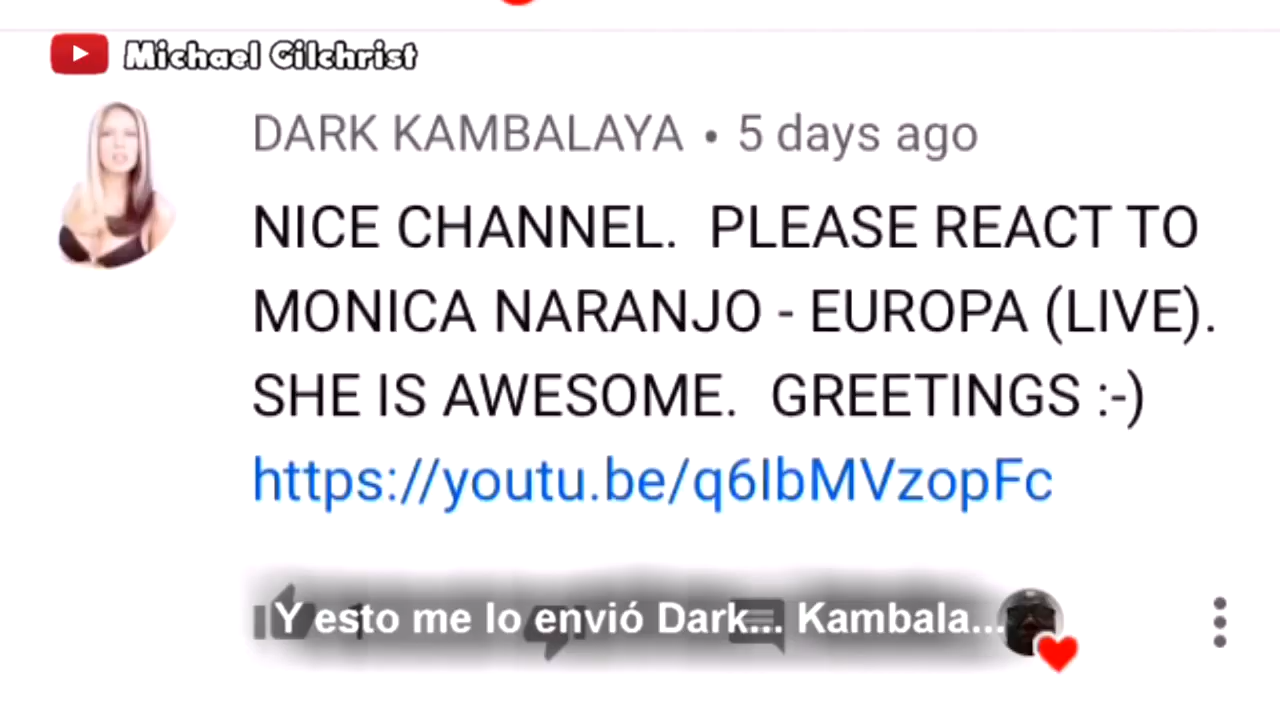 Michael Gilchrist
DARK KAMBALAYA • 5 days ago
NICE CHANNEL. PLEASE REACT TO
MONICA NARANJO - EUROPA (LIVE).
SHE IS AWESOME. GREETINGS :-)
https://youtu.be/q6IbMVzopFc
Y esto me lo envió Dark... Kambala...